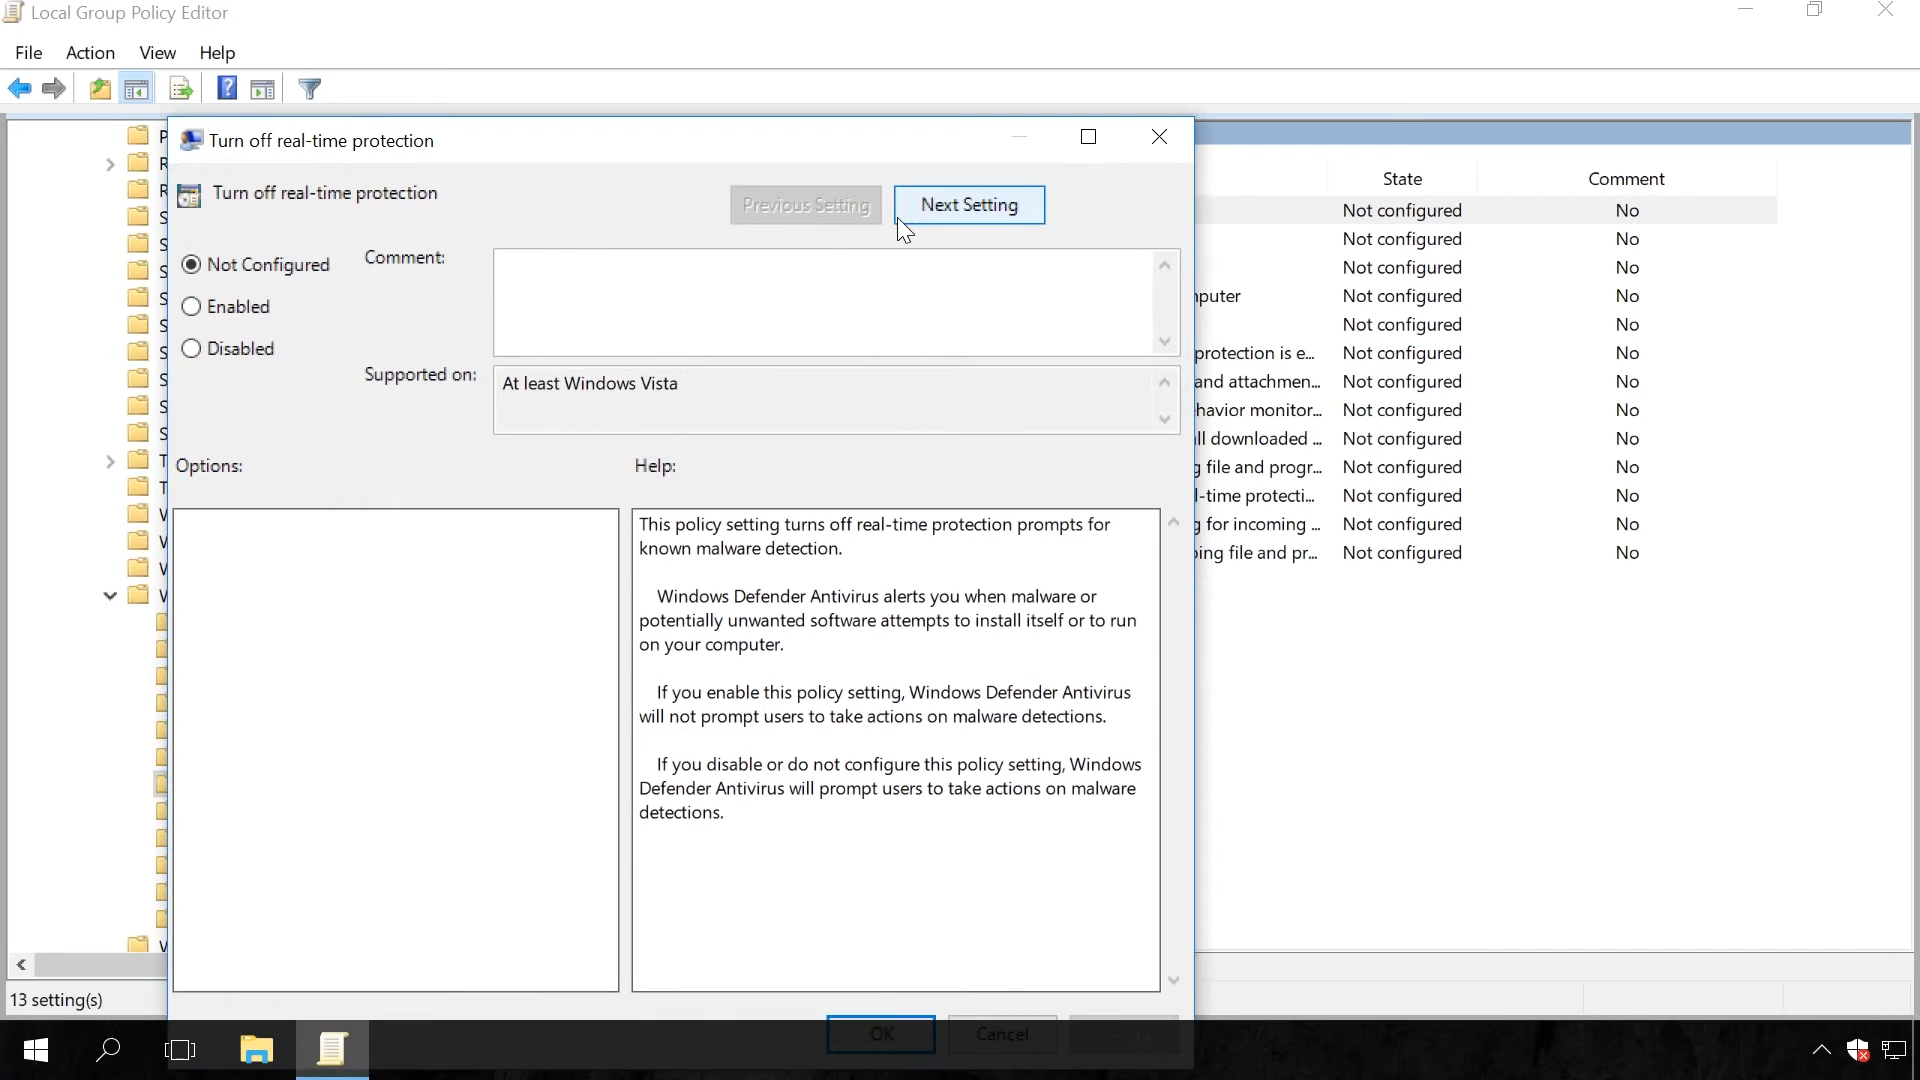 Local Group Policy Editor
File Action View Help
Turn off real-time protection
Turn off real-time protection
Previous Setting Next Setting
Not Configured
Enabled
Disabled
Comment:
Supported on:
At least Windows Vista
Options:
Help:
This policy setting turns off real-time protection prompts for
known malware detection.
Windows Defender Antivirus alerts you when malware or
potentially unwanted software attempts to install itself or to run
on your computer.
If you enable this policy setting, Windows Defender Antivirus
will not prompt users to take actions on malware detections.
If you disable or do not configure this policy setting, Windows
Defender Antivirus will prompt users to take actions on malware
detections.
OK Cancel
State Comment
Not configured No
Not configured No
Not configured No
Not configured No
Not configured No
protection is e... Not configured No
and attachmen... Not configured No
Not configured No
downloaded ... Not configured No
file and progr... Not configured No
-time protecti... Not configured No
for incoming ... Not configured No
file and pr... Not configured No
13 setting(s)